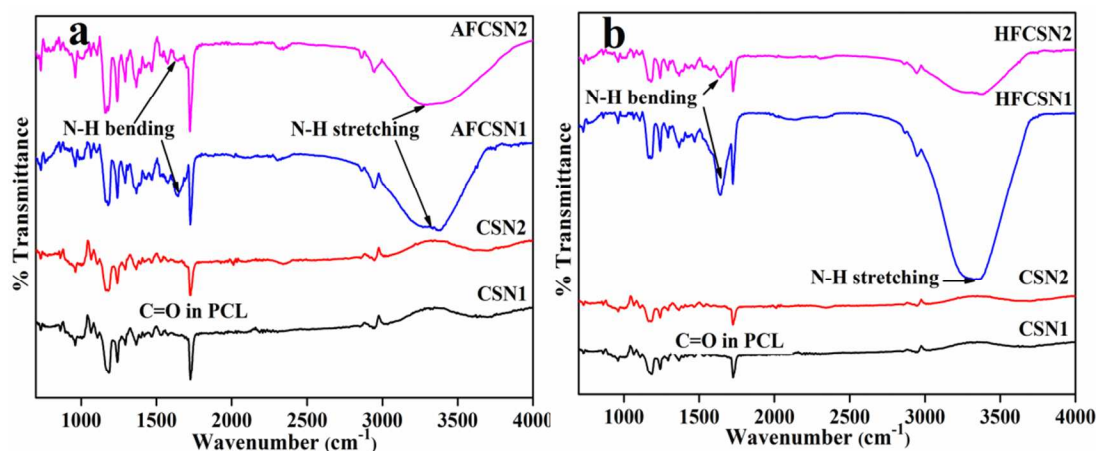 a
AFCSN2
N-H bending
N-H stretching
AFCSN1
CSN2
C=O in PCL
CSN1
% Transmittance
1000 1500 2000 2500 3000 3500 4000
Wavenumber (cm-1)
b
HFCSN2
N-H bending
HFCSN1
N-H stretching
CSN2
C=O in PCL
CSN1
% Transmittance
1000 1500 2000 2500 3000 3500 4000
Wavenumber (cm-1)